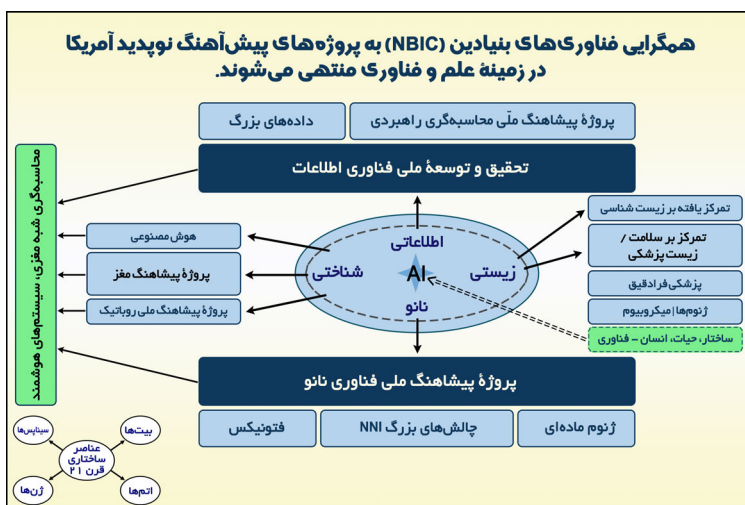 همگرایی فناوری‌های بنیادین (NBIC) به پروژه‌های پیش‌آهنگ نوپدید آمریکا
در زمینهٔ علم و فناوری منتهی می‌شوند.
پروژهٔ پیشاهنگ ملّی محاسبه‌گری راهبردی
داده‌های بزرگ
تحقیق و توسعهٔ ملی فناوری اطلاعات
تمرکز یافته بر زیست شناسی
تمرکز بر سلامت /
زیست پزشکی
پزشکی فرادقیق
ژنوم‌ها | میکروبیوم
ساختار، حیات، انسان – فناوری
اطلاعاتی
زیستی
AI
شناختی
نانو
هوش مصنوعی
پروژهٔ پیشاهنگ مغز
پروژهٔ پیشاهنگ ملی روباتیک
محاسبه‌گری شبه مغزی، سیستم‌های هوشمند
پروژهٔ پیشاهنگ ملی فناوری نانو
ژنوم ماده‌ای
چالش‌های بزرگ NNI
فتونیکس
بیت‌ها
سیناپس‌ها
عناصر
ساختاری
قرن ۲۱
اتم‌ها
ژن‌ها